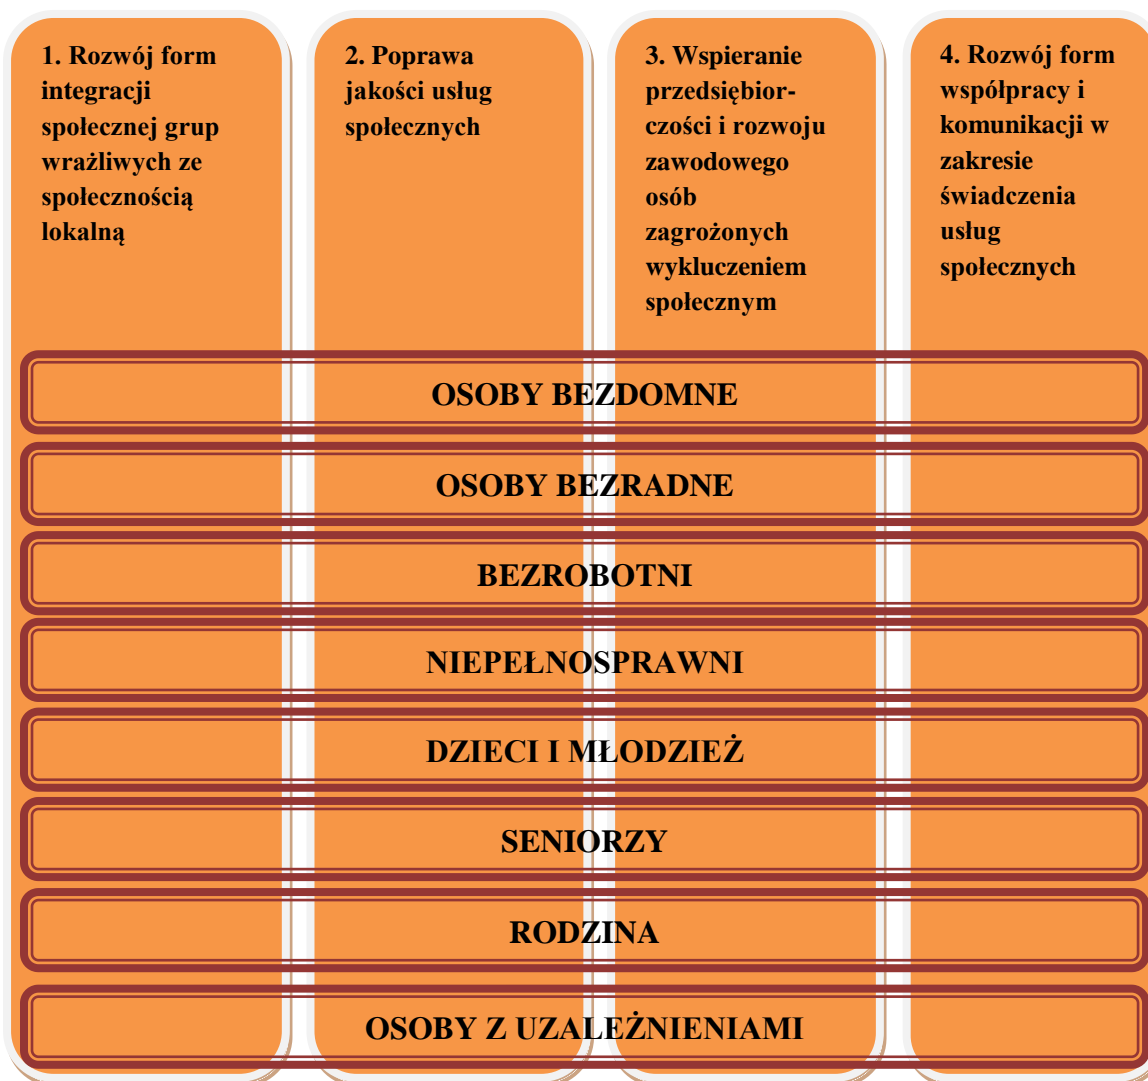 1. Rozwój form
integracji
społecznej grup
wrażliwych ze
społecznością
lokalną
2. Poprawa
jakości usług
społecznych
3. Wspieranie
przedsiębior-
czości i rozwoju
zawodowego
osób
zagrożonych
wykluczeniem
społecznym
4. Rozwój form
współpracy i
komunikacji w
zakresie
świadczenia
usług
społecznych
OSOBY BEZDOMNE
OSOBY BEZRADNE
BEZROBOTNI
NIEPEŁNOSPRAWNI
DZIECI I MŁODZIEŻ
SENIORZY
RODZINA
OSOBY Z UZALEŻNIENIAMI